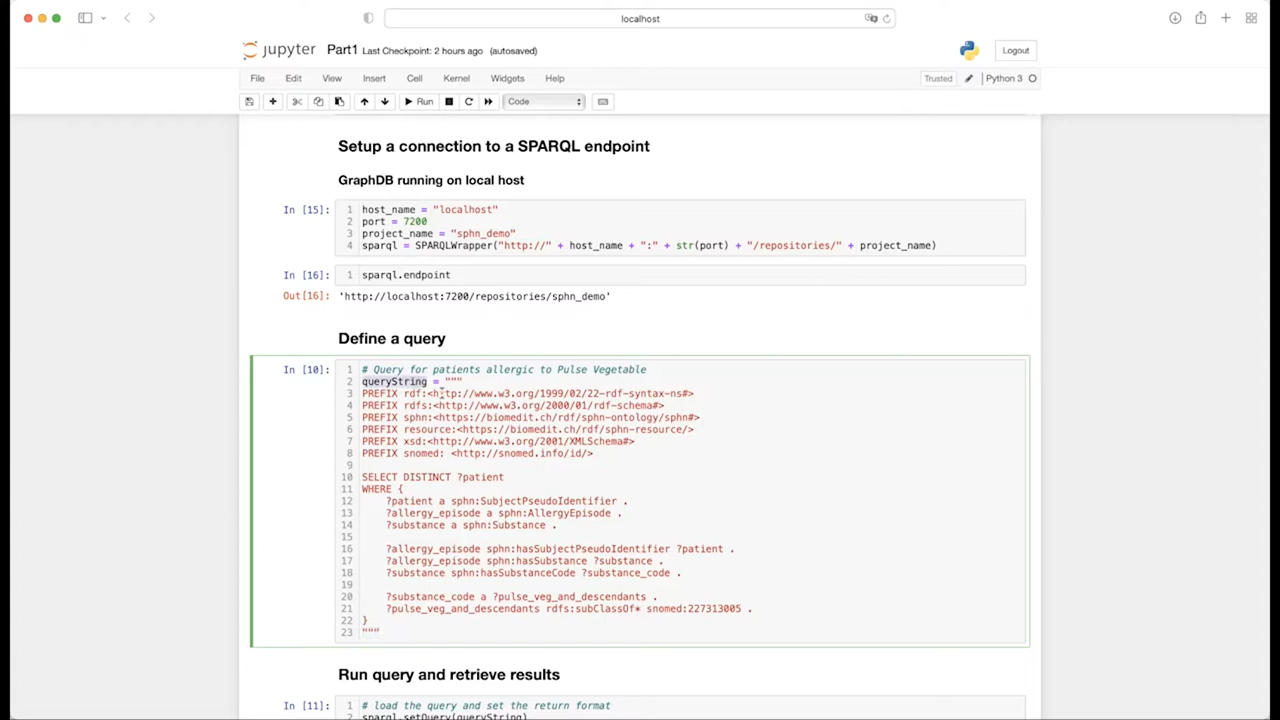 localhost
jupyter Part1 Last Checkpoint: 2 hours ago (autosaved)
Logout
File Edit View Insert Cell Kernel Widgets Help
Trusted Python 3
Run Code
Setup a connection to a SPARQL endpoint
GraphDB running on local host
In [15]:
1 host_name = "localhost"
2 port = 7200
3 project_name = "sphn_demo"
4 sparql = SPARQLWrapper("http://" + host_name + ":" + str(port) + "/repositories/" + project_name)
In [16]: 1 sparql.endpoint
Out[16]: 'http://localhost:7200/repositories/sphn_demo'
Define a query
In [10]:
1 # Query for patients allergic to Pulse Vegetable
2 queryString = """
3 PREFIX rdf:<http://www.w3.org/1999/02/22-rdf-syntax-ns#>
4 PREFIX rdfs:<http://www.w3.org/2000/01/rdf-schema#>
5 PREFIX sphn:<https://biomedit.ch/rdf/sphn-ontology/sphn#>
6 PREFIX resource:<https://biomedit.ch/rdf/sphn-resource/>
7 PREFIX xsd:<http://www.w3.org/2001/XMLSchema#>
8 PREFIX snomed: <http://snomed.info/id/>
9
10 SELECT DISTINCT ?patient
11 WHERE {
12 ?patient a sphn:SubjectPseudoIdentifier .
13 ?allergy_episode a sphn:AllergyEpisode .
14 ?substance a sphn:Substance .
15
16 ?allergy_episode sphn:hasSubjectPseudoIdentifier ?patient .
17 ?allergy_episode sphn:hasSubstance ?substance .
18 ?substance sphn:hasSubstanceCode ?substance_code .
19
20 ?substance_code a ?pulse_veg_and_descendants .
21 ?pulse_veg_and_descendants rdfs:subClassOf* snomed:227313005 .
22 }
23 """
Run query and retrieve results
In [11]:
1 # load the query and set the return format
2 sparql.setQuery(queryString)